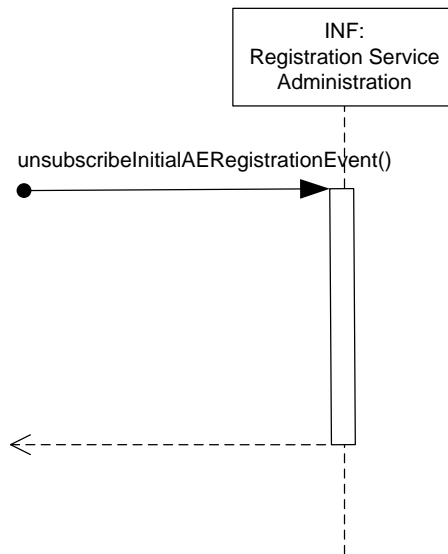 INF:
Registration Service
Administration
unsubscribeInitialAERegistrationEvent()